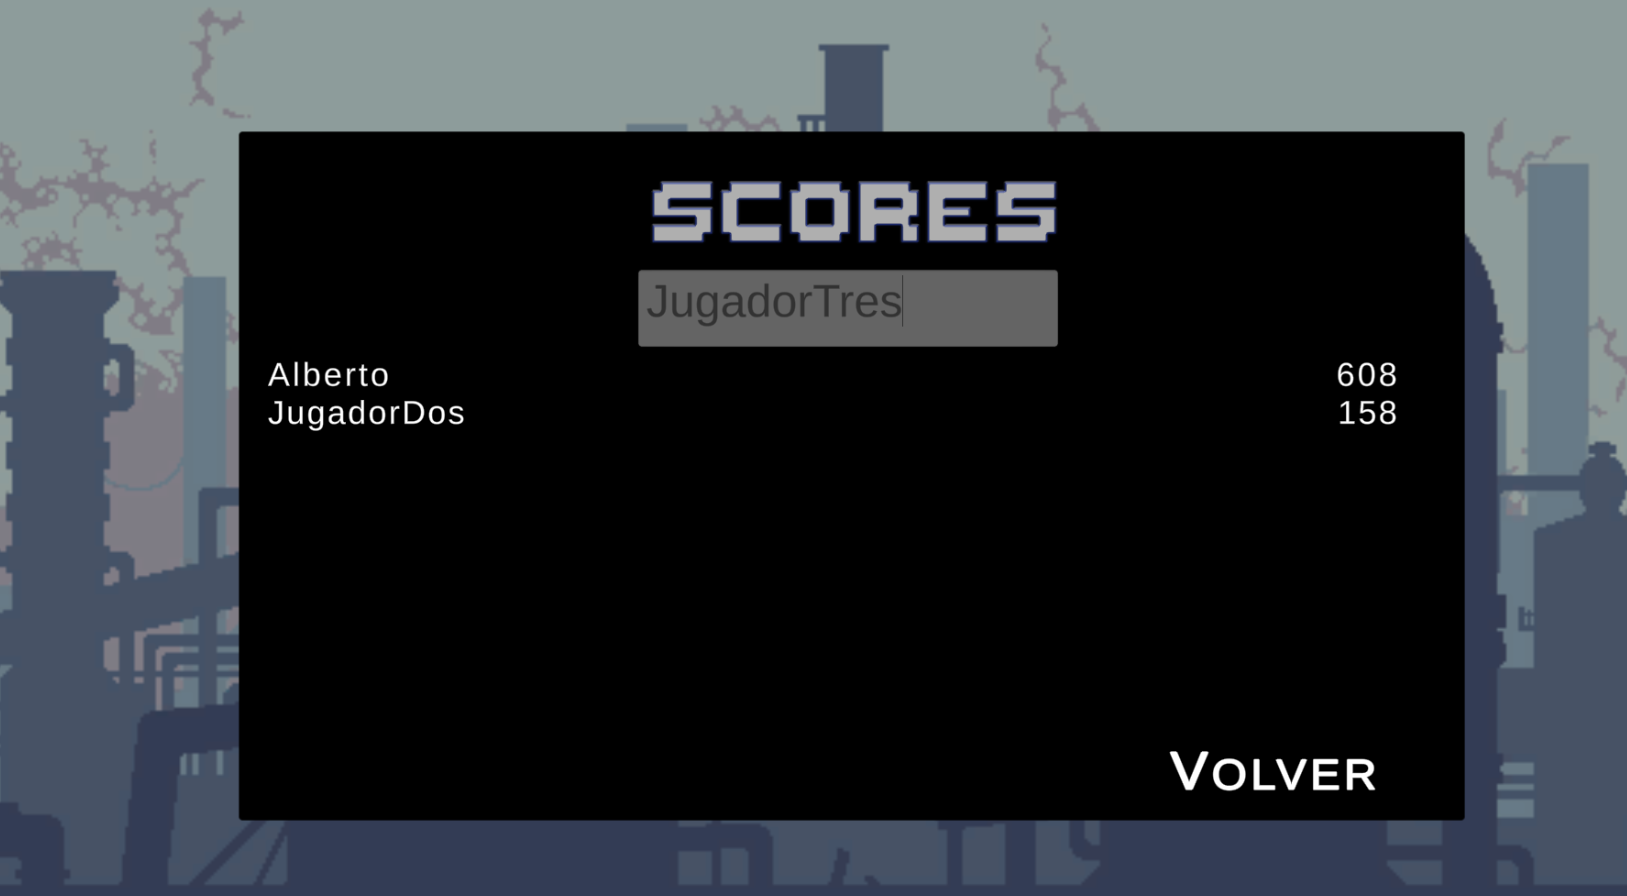 SCORES
JugadorTres
Alberto 608
JugadorDos 158
VOLVER